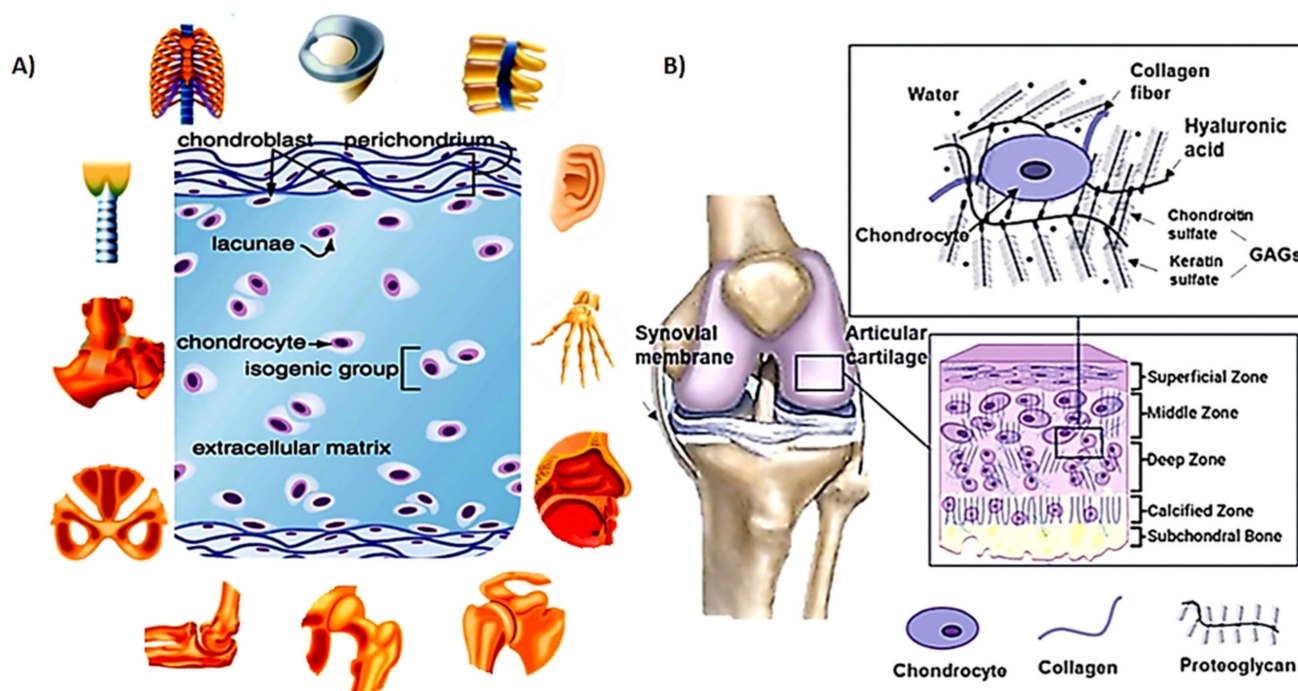 A)
chondroblast
perichondrium
lacunae
chondrocyte
isogenic group
extracellular matrix
B)
Water
Collagen
fiber
Hyaluronic
acid
Chondrocyte
Chondroitin
sulfate
Keratin
sulfate
GAGs
Synovial
membrane
Articular
cartilage
Superficial Zone
Middle Zone
Deep Zone
Calcified Zone
Subchondral Bone
Chondrocyte
Collagen
Proteoglycan